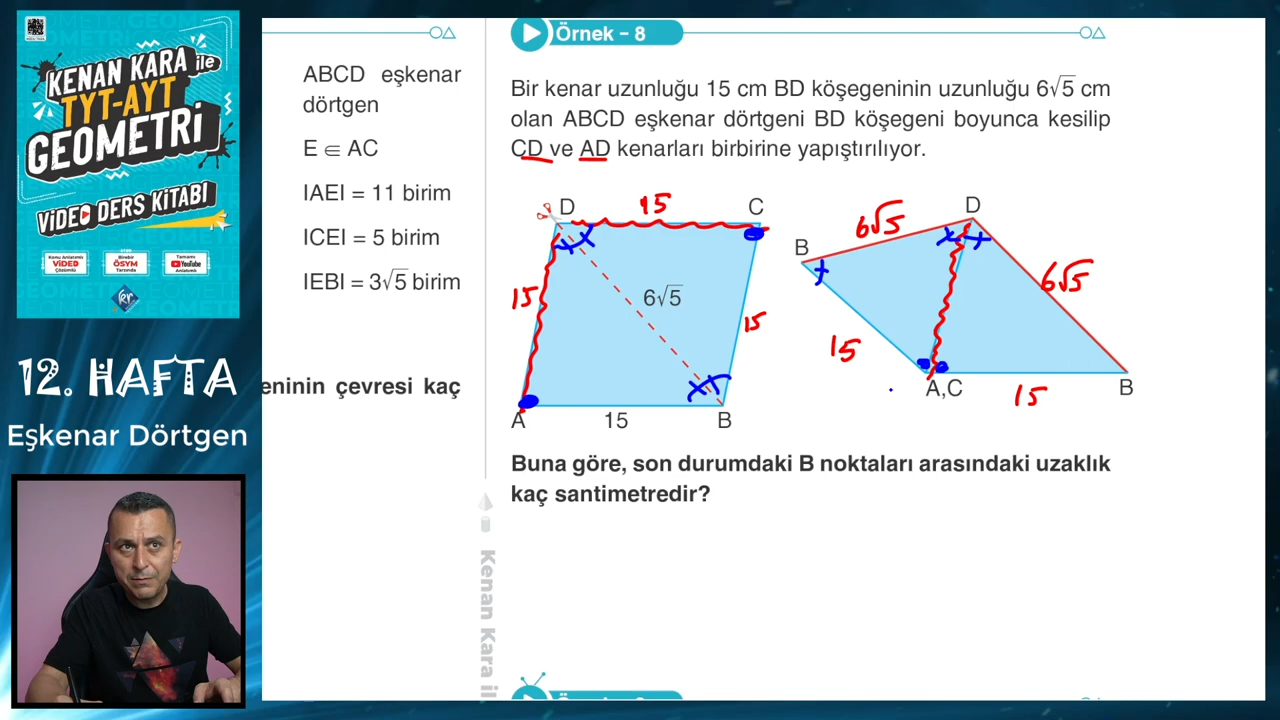 KENAN KARA ile
TYT-AYT
GEOMETRİ
VİDEO DERS KİTABI
12. HAFTA
Eşkenar Dörtgen
ABCD eşkenar
dörtgen
E ∈ AC
IAEI = 11 birim
ICEI = 5 birim
IEBI = 3√5 birim
eninin çevresi kaç
Kenan Kara il
Örnek – 8
Bir kenar uzunluğu 15 cm BD köşegeninin uzunluğu 6√5 cm
olan ABCD eşkenar dörtgeni BD köşegeni boyunca kesilip
CD ve AD kenarları birbirine yapıştırılıyor.
D 15 C
15 6√5 15
A 15 B
D
B 6√5 6√5
15
A,C 15 B
Buna göre, son durumdaki B noktaları arasındaki uzaklık
kaç santimetredir?